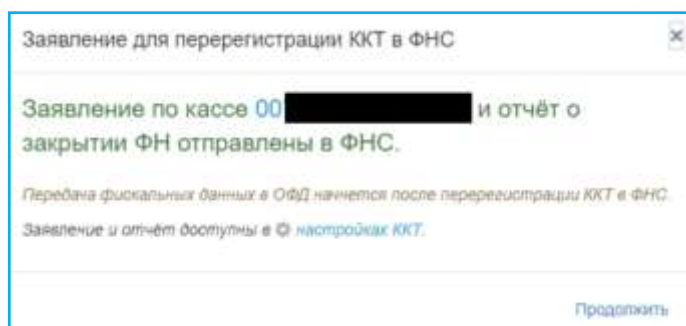 Заявление для перерегистрации ККТ в ФНС
×
Заявление по кассе 00 и отчёт о
закрытии ФН отправлены в ФНС.
Передача фискальных данных в ОФД начнется после перерегистрации ККТ в ФНС.
Заявление и отчёт доступны в настройках ККТ.
Продолжить